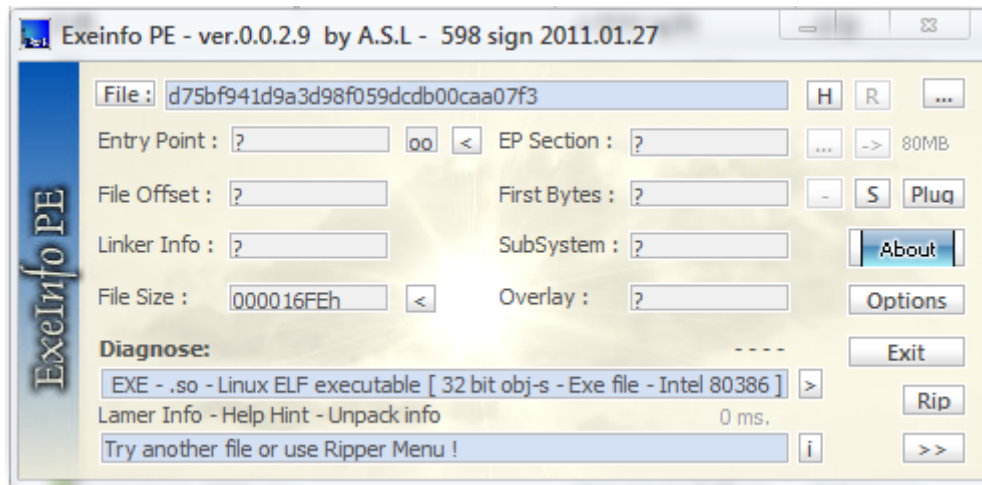 Exeinfo PE - ver.0.0.2.9 by A.S.L - 598 sign 2011.01.27
ExeInfo PE
File : d75bf941d9a3d98f059dcdb00caa07f3 H R ...
Entry Point : ? oo < EP Section : ? ... -> 80MB
File Offset : ? First Bytes : ? - S Plug
Linker Info : ? SubSystem : ? About
File Size : 000016FEh < Overlay : ? Options
Diagnose: - - - - Exit
EXE - .so - Linux ELF executable [ 32 bit obj-s - Exe file - Intel 80386 ] >
Lamer Info - Help Hint - Unpack info 0 ms. Rip
Try another file or use Ripper Menu ! i >>